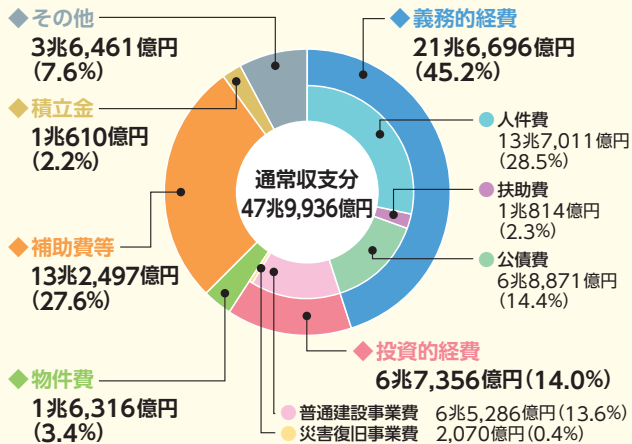 ◆その他
3兆6,461億円
(7.6%)
◆積立金
1兆610億円
(2.2%)
◆補助費等
13兆2,497億円
(27.6%)
◆物件費
1兆6,316億円
(3.4%)
通常収支分
47兆9,936億円
◆義務的経費
21兆6,696億円
(45.2%)
人件費
13兆7,011億円
(28.5%)
扶助費
1兆814億円
(2.3%)
公債費
6兆8,871億円
(14.4%)
◆投資的経費
6兆7,356億円(14.0%)
普通建設事業費 6兆5,286億円(13.6%)
災害復旧事業費 2,070億円(0.4%)